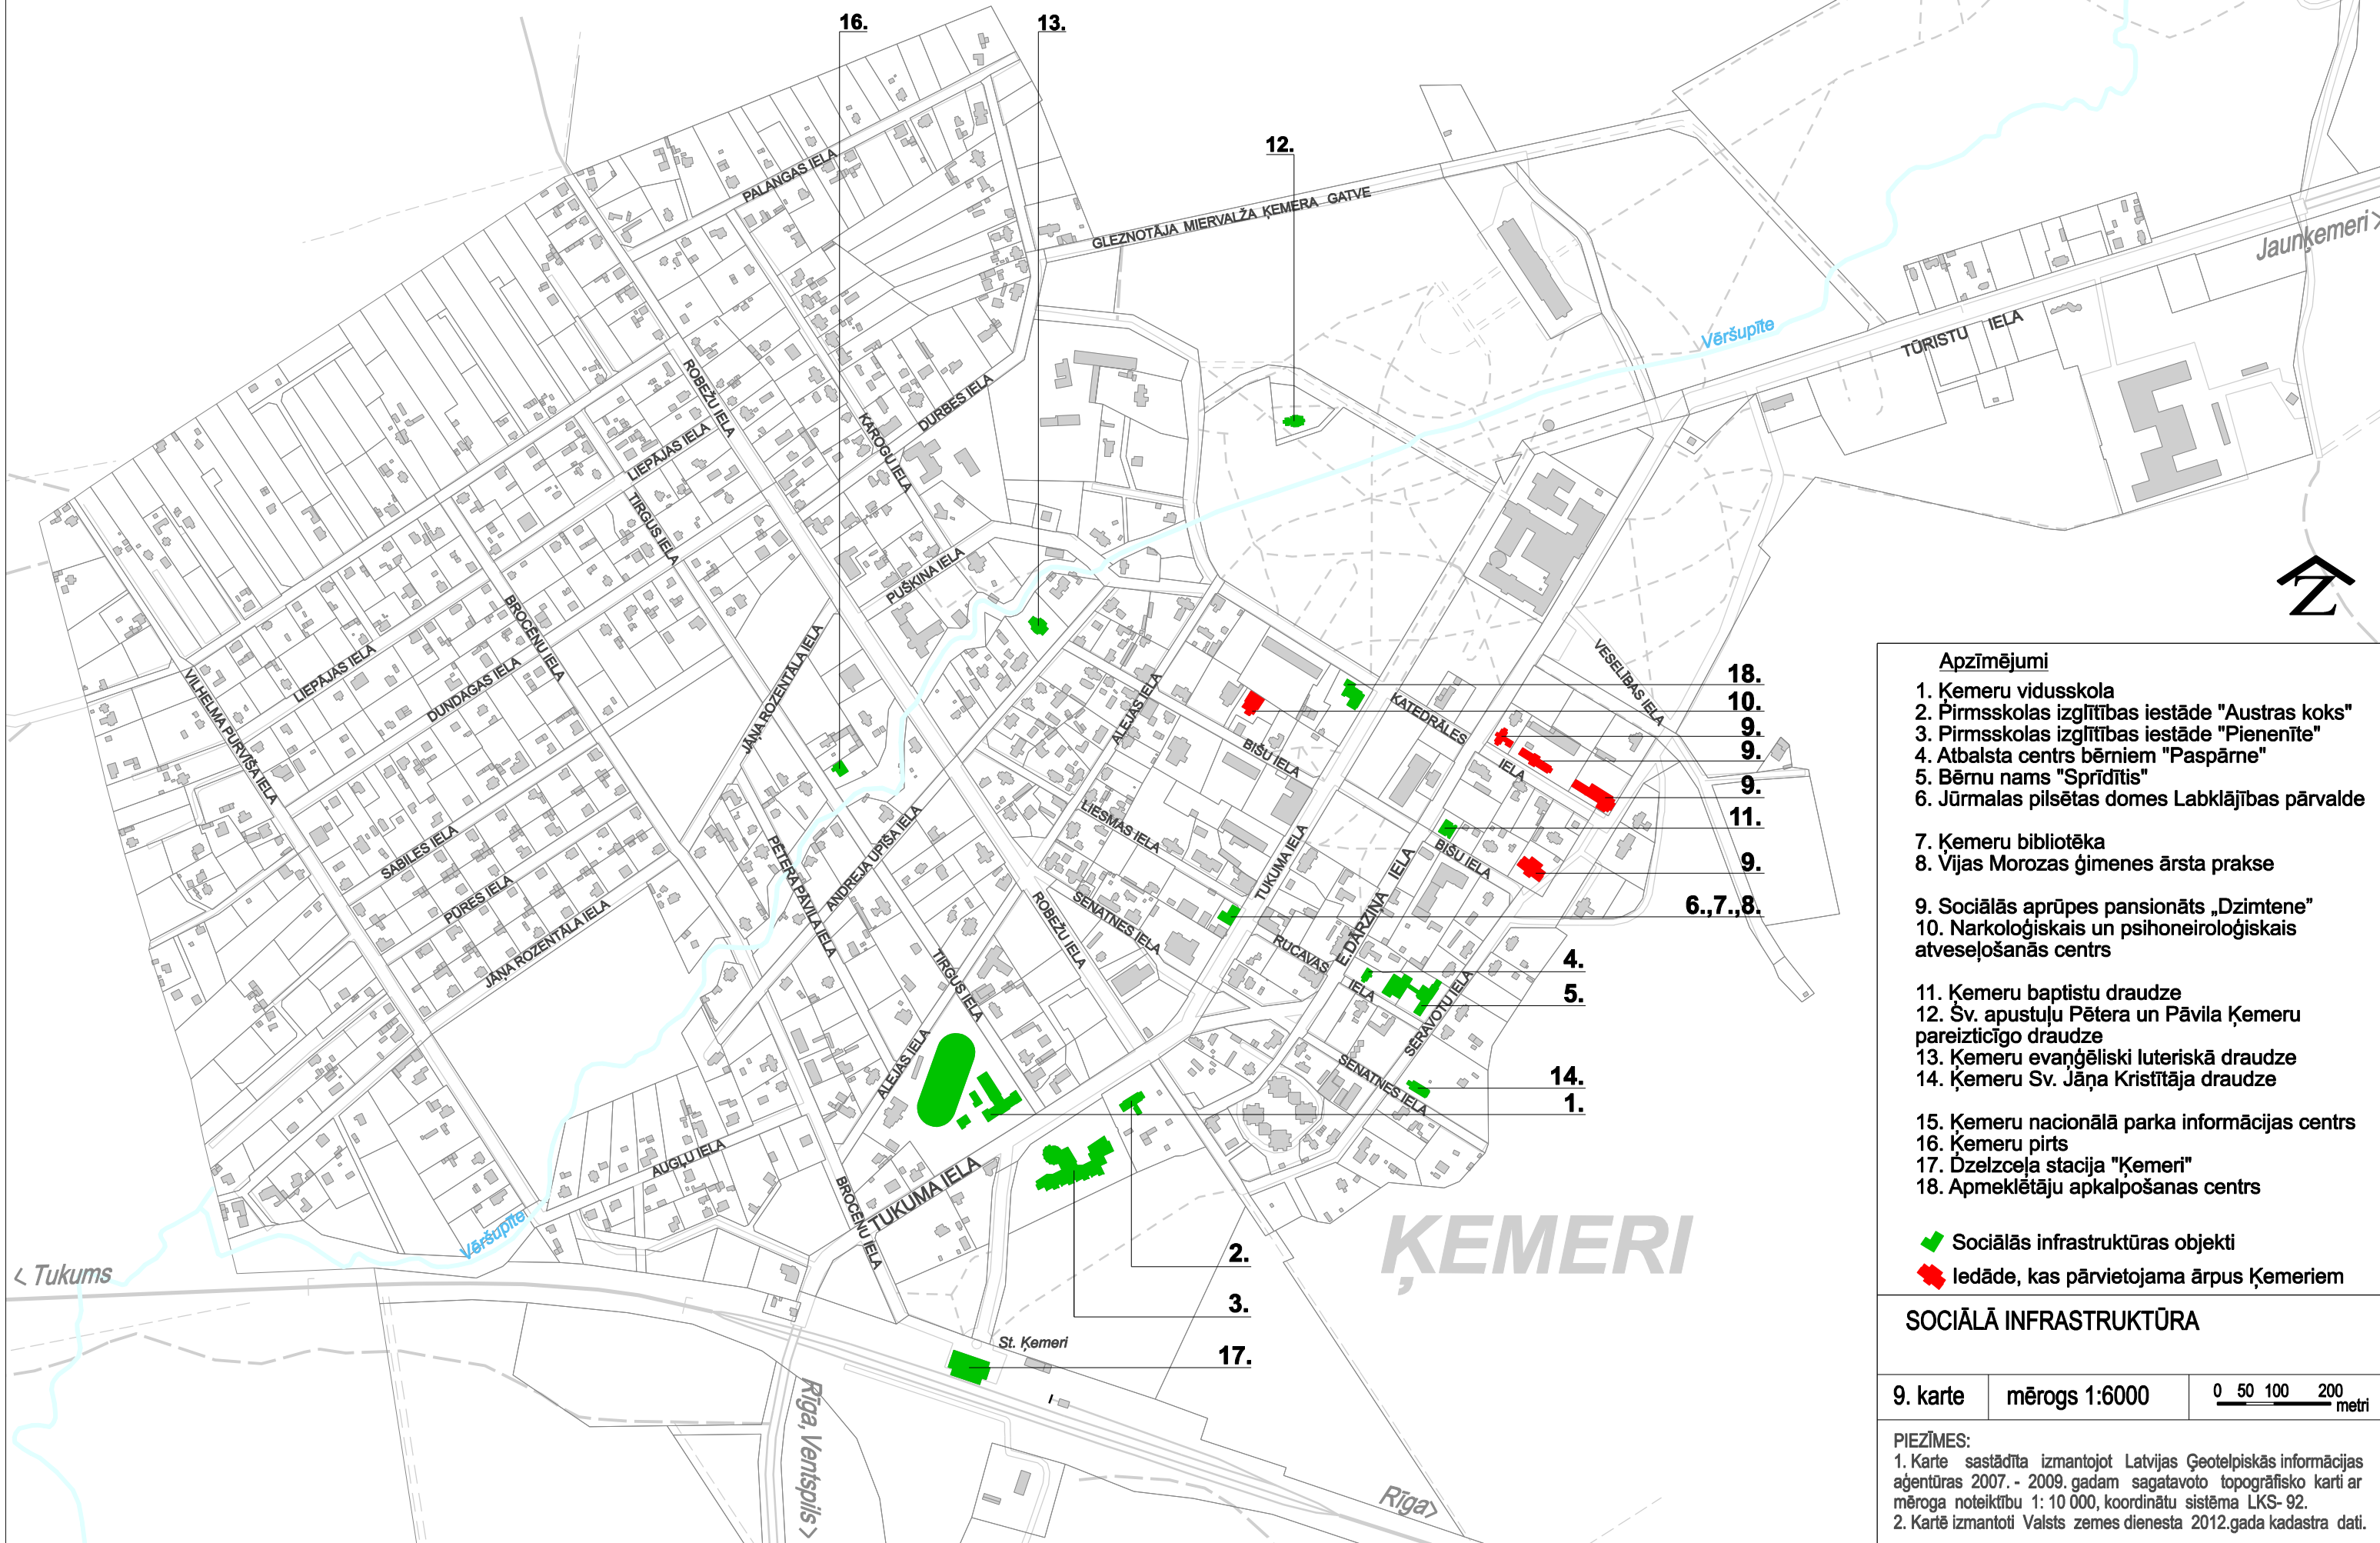 16.
13.
12.
PALANGAS IELA
GLEZNOTĀJA MIERVALŽA ĶEMERA GATVE
Jaunķemeri>
Vēršupīte
TŪRISTU IELA
ROBEŽU IELA
DURBES IELA
KAROGU IELA
LIEPĀJAS IELA
TIRGUS IELA
PUŠKINA IELA
BROCĒNU IELA
JĀŅA ROZENTĀLA IELA
LIEPĀJAS IELA
DUNDAGAS IELA
VILHELMA PURVĪŠA IELA
ALEJAS IELA
VESELĪBAS IELA
KATEDRĀLES
IELA
BIŠU IELA
18.
10.
9.
9.
9.
11.
9.
6.,7.,8.
LIESMAS IELA
TUKUMA IELA
BIŠU IELA
E.DĀRZIŅA IELA
SABILES IELA
PŪRES IELA
JĀŅA ROZENTĀLA IELA
PĒTERA PĀVILA IELA
ANDREJA UPĪŠA IELA
SENATNES IELA
ROBEŽU IELA
RUCAVAS
IELA
TIRGUS IELA
SĒRAVOTU IELA
4.
5.
ALEJAS IELA
SENATNES IELA
14.
1.
AUGĻU IELA
BROCĒNU IELA
TUKUMA IELA
Vēršupīte
< Tukums
2.
3.
17.
St. Ķemeri
Rīga, Ventspils>
Rīga>
ĶEMERI
Z
Apzīmējumi
1. Ķemeru vidusskola
2. Pirmsskolas izglītības iestāde "Austras koks"
3. Pirmsskolas izglītības iestāde "Pienenīte"
4. Atbalsta centrs bērniem "Paspārne"
5. Bērnu nams "Sprīdītis"
6. Jūrmalas pilsētas domes Labklājības pārvalde
7. Ķemeru bibliotēka
8. Vijas Morozas ģimenes ārsta prakse
9. Sociālās aprūpes pansionāts „Dzimtene”
10. Narkoloģiskais un psihoneiroloģiskais
atveseļošanās centrs
11. Ķemeru baptistu draudze
12. Sv. apustuļu Pētera un Pāvila Ķemeru
pareizticīgo draudze
13. Ķemeru evaņģēliski luteriskā draudze
14. Ķemeru Sv. Jāņa Kristītāja draudze
15. Ķemeru nacionālā parka informācijas centrs
16. Ķemeru pirts
17. Dzelzceļa stacija "Ķemeri"
18. Apmeklētāju apkalpošanas centrs
Sociālās infrastruktūras objekti
Iedāde, kas pārvietojama ārpus Ķemeriem
SOCIĀLĀ INFRASTRUKTŪRA
9. karte
mērogs 1:6000
0 50 100 200
metri
PIEZĪMES:
1. Karte sastādīta izmantojot Latvijas Ģeotelpiskās informācijas
aģentūras 2007. - 2009. gadam sagatavoto topogrāfisko karti ar
mēroga noteiktību 1: 10 000, koordinātu sistēma LKS- 92.
2. Kartē izmantoti Valsts zemes dienesta 2012.gada kadastra dati.